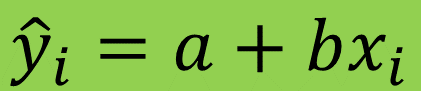 ŷᵢ = a + bxᵢ